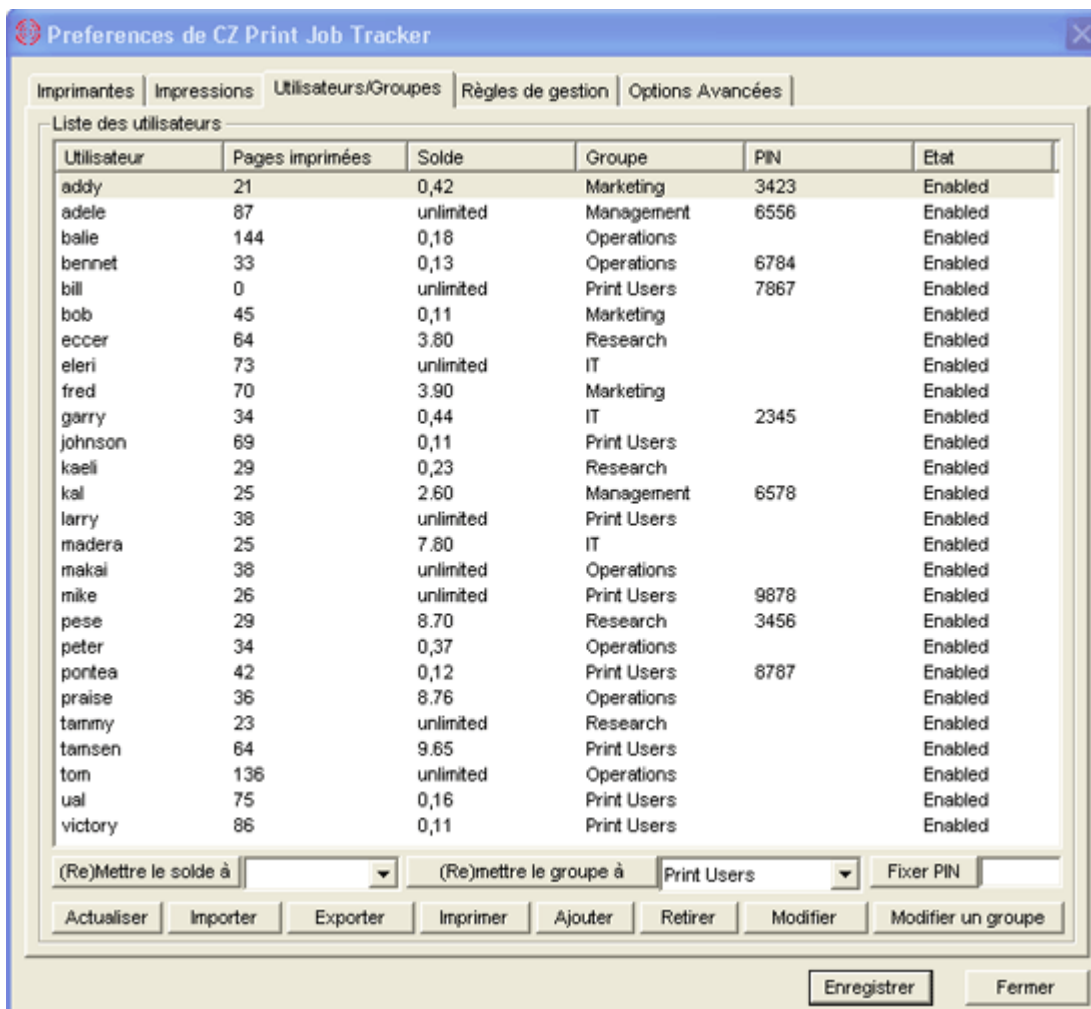 Preferences de CZ Print Job Tracker
Imprimantes Impressions Utilisateurs/Groupes Règles de gestion Options Avancées
Liste des utilisateurs
Utilisateur Pages imprimées Solde Groupe PIN Etat
addy 21 0,42 Marketing 3423 Enabled
adele 87 unlimited Management 6556 Enabled
balie 144 0,18 Operations Enabled
bennet 33 0,13 Operations 6784 Enabled
bill 0 unlimited Print Users 7867 Enabled
bob 45 0,11 Marketing Enabled
eccer 64 3.80 Research Enabled
eleri 73 unlimited IT Enabled
fred 70 3.90 Marketing Enabled
garry 34 0,44 IT 2345 Enabled
johnson 69 0,11 Print Users Enabled
kaeli 29 0,23 Research Enabled
kal 25 2.60 Management 6578 Enabled
larry 38 unlimited Print Users Enabled
madera 25 7.80 IT Enabled
makai 38 unlimited Operations Enabled
mike 26 unlimited Print Users 9878 Enabled
pese 29 8.70 Research 3456 Enabled
peter 34 0,37 Operations Enabled
pontea 42 0,12 Print Users 8787 Enabled
praise 36 8.76 Operations Enabled
tammy 23 unlimited Research Enabled
tamsen 64 9.65 Print Users Enabled
tom 136 unlimited Operations Enabled
ual 75 0,16 Print Users Enabled
victory 86 0,11 Print Users Enabled
(Re)Mettre le solde à (Re)mettre le groupe à Print Users Fixer PIN
Actualiser Importer Exporter Imprimer Ajouter Retirer Modifier Modifier un groupe
Enregistrer Fermer